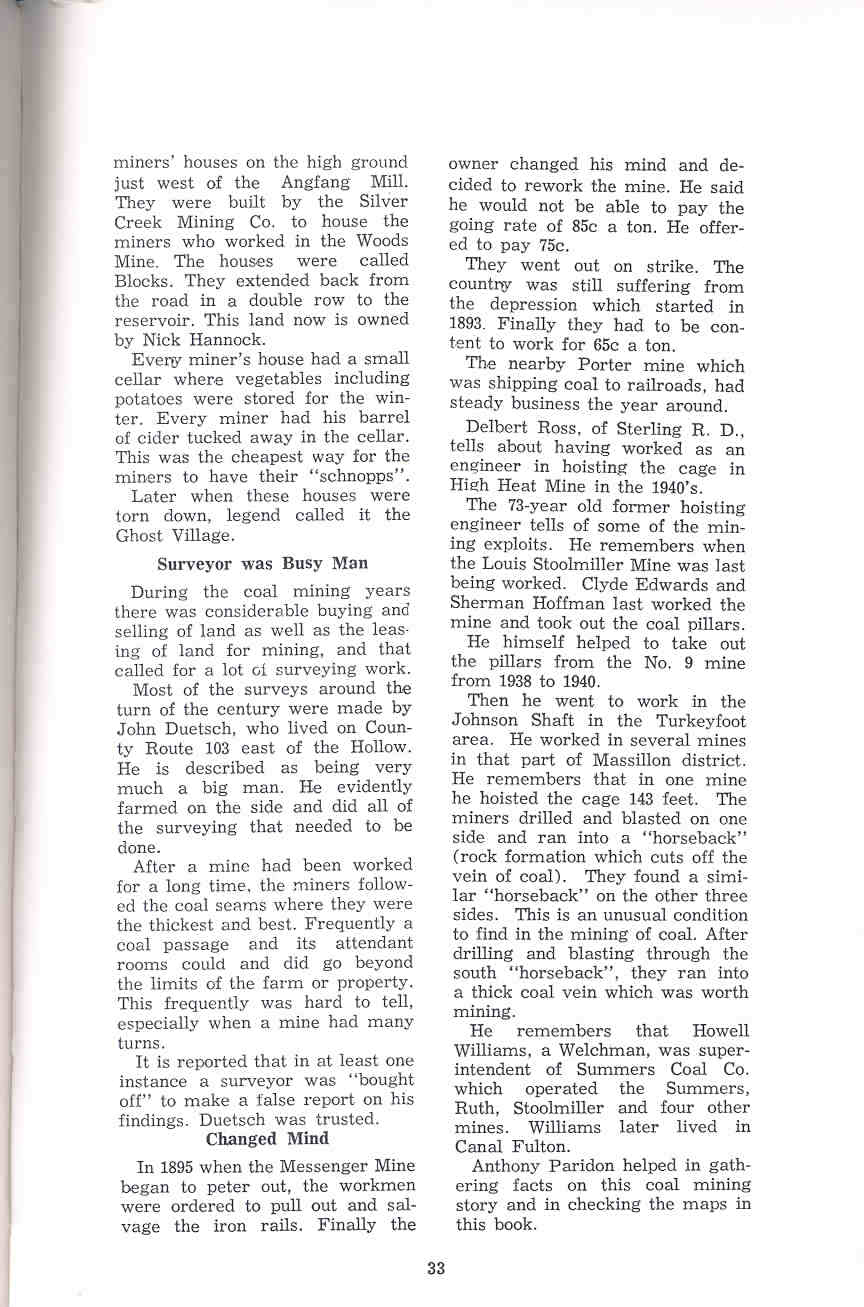 miners' houses on the high ground
just west of the Angfang Mill.
They were built by the Silver
Creek Mining Co. to house the
miners who worked in the Woods
Mine. The houses were called
Blocks. They extended back from
the road in a double row to the
reservoir. This land now is owned
by Nick Hannock.
Every miner's house had a small
cellar where vegetables including
potatoes were stored for the win-
ter. Every miner had his barrel
of cider tucked away in the cellar.
This was the cheapest way for the
miners to have their "schnopps".
Later when these houses were
torn down, legend called it the
Ghost Village.
Surveyor was Busy Man
During the coal mining years
there was considerable buying and
selling of land as well as the leas-
ing of land for mining, and that
called for a lot of surveying work.
Most of the surveys around the
turn of the century were made by
John Duetsch, who lived on Coun-
ty Route 103 east of the Hollow.
He is described as being very
much a big man. He evidently
farmed on the side and did all of
the surveying that needed to be
done.
After a mine had been worked
for a long time, the miners follow-
ed the coal seams where they were
the thickest and best. Frequently a
coal passage and its attendant
rooms could and did go beyond
the limits of the farm or property.
This frequently was hard to tell,
especially when a mine had many
turns.
It is reported that in at least one
instance a surveyor was "bought
off" to make a false report on his
findings. Duetsch was trusted.
Changed Mind
In 1895 when the Messenger Mine
began to peter out, the workmen
were ordered to pull out and sal-
vage the iron rails. Finally the
owner changed his mind and de-
cided to rework the mine. He said
he would not be able to pay the
going rate of 85c a ton. He offer-
ed to pay 75c.
They went out on strike. The
country was still suffering from
the depression which started in
1893. Finally they had to be con-
tent to work for 65c a ton.
The nearby Porter mine which
was shipping coal to railroads, had
steady business the year around.
Delbert Ross, of Sterling R. D.,
tells about having worked as an
engineer in hoisting the cage in
High Heat Mine in the 1940's.
The 73-year old former hoisting
engineer tells of some of the min-
ing exploits. He remembers when
the Louis Stoolmiller Mine was last
being worked. Clyde Edwards and
Sherman Hoffman last worked the
mine and took out the coal pillars.
He himself helped to take out
the pillars from the No. 9 mine
from 1938 to 1940.
Then he went to work in the
Johnson Shaft in the Turkeyfoot
area. He worked in several mines
in that part of Massillon district.
He remembers that in one mine
he hoisted the cage 143 feet. The
miners drilled and blasted on one
side and ran into a "horseback"
(rock formation which cuts off the
vein of coal). They found a simi-
lar "horseback" on the other three
sides. This is an unusual condition
to find in the mining of coal. After
drilling and blasting through the
south "horseback", they ran into
a thick coal vein which was worth
mining.
He remembers that Howell
Williams, a Welchman, was super-
intendent of Summers Coal Co.
which operated the Summers,
Ruth, Stoolmiller and four other
mines. Williams later lived in
Canal Fulton.
Anthony Paridon helped in gath-
ering facts on this coal mining
story and in checking the maps in
this book.
33